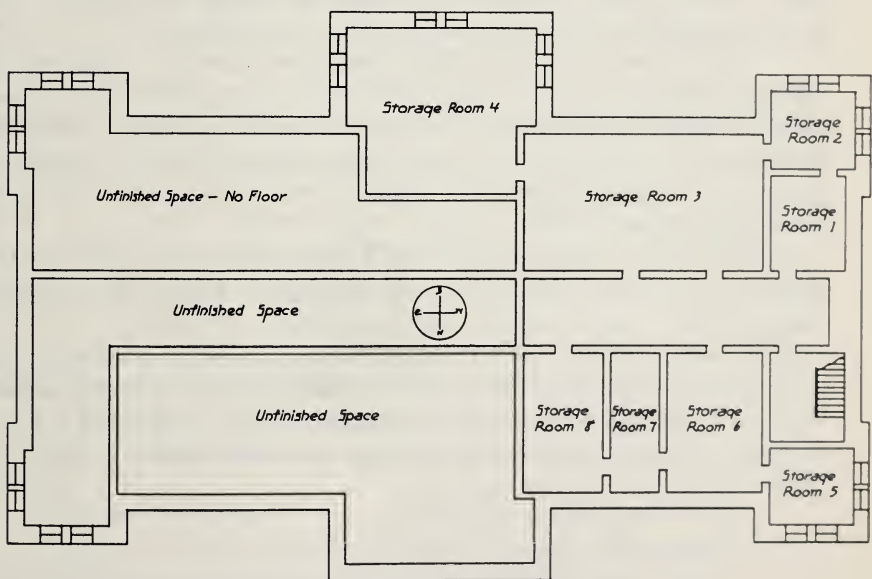 Storage Room 4
Storage
Room 2
Unfinished Space – No Floor
Storage Room 3
Storage
Room 1
Unfinished Space
S
E
W
N
Unfinished Space
Storage
Room 8
Storage
Room 7
Storage
Room 6
Storage
Room 5